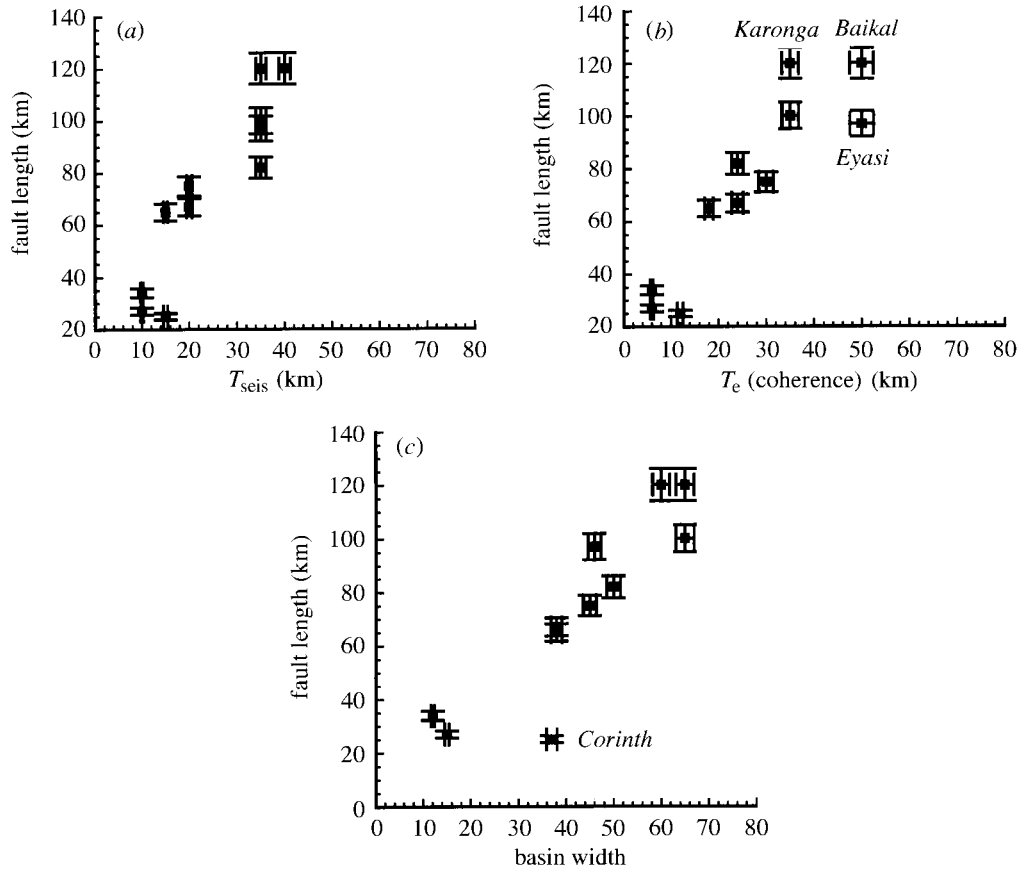 (a)
140
120
100
80
60
40
20
fault length (km)
0 10 20 30 40 50 60 70 80
T_seis (km)
(b)
Karonga Baikal
Eyasi
140
120
100
80
60
40
20
fault length (km)
0 10 20 30 40 50 60 70 80
T_e (coherence) (km)
(c)
140
120
100
80
60
40
20
0
fault length (km)
Corinth
0 10 20 30 40 50 60 70 80
basin width